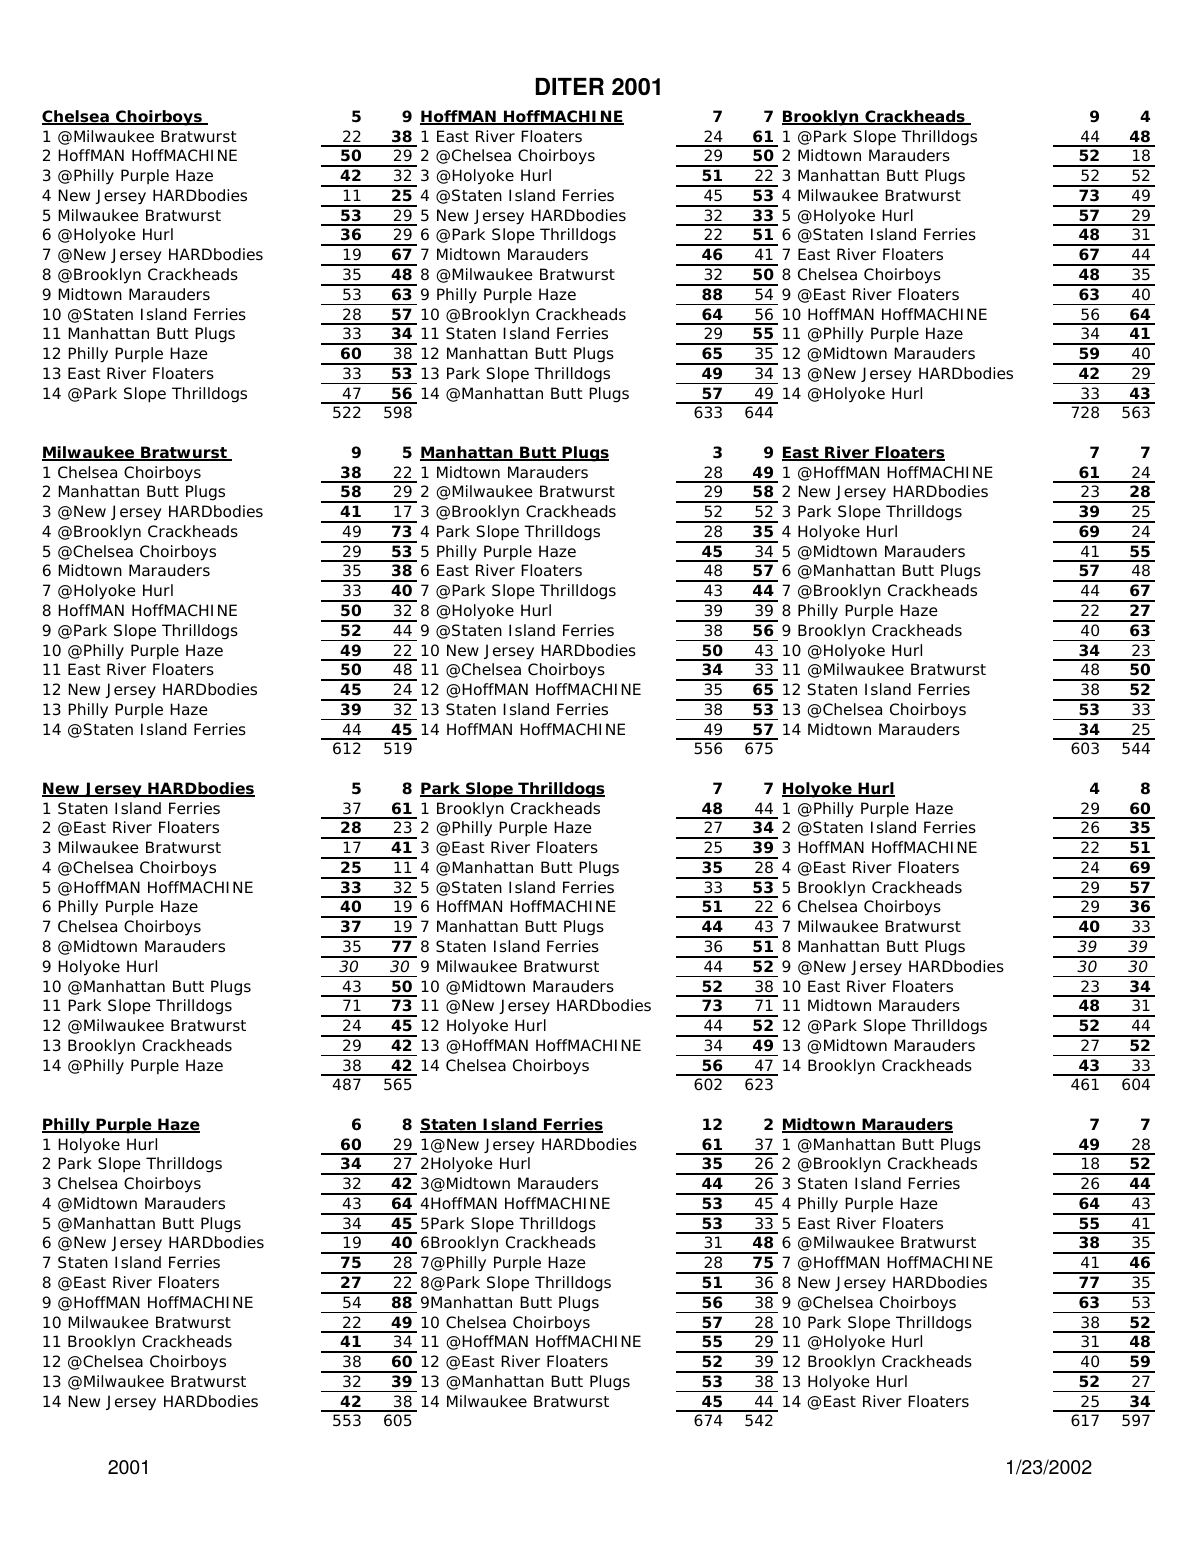 DITER 2001
Chelsea Choirboys 5 9 HoffMAN HoffMACHINE 7 7 Brooklyn Crackheads 9 4
1 @Milwaukee Bratwurst 22 38 1 East River Floaters 24 61 1 @Park Slope Thrilldogs 44 48
2 HoffMAN HoffMACHINE 50 29 2 @Chelsea Choirboys 29 50 2 Midtown Marauders 52 18
3 @Philly Purple Haze 42 32 3 @Holyoke Hurl 51 22 3 Manhattan Butt Plugs 52 52
4 New Jersey HARDbodies 11 25 4 @Staten Island Ferries 45 53 4 Milwaukee Bratwurst 73 49
5 Milwaukee Bratwurst 53 29 5 New Jersey HARDbodies 32 33 5 @Holyoke Hurl 57 29
6 @Holyoke Hurl 36 29 6 @Park Slope Thrilldogs 22 51 6 @Staten Island Ferries 48 31
7 @New Jersey HARDbodies 19 67 7 Midtown Marauders 46 41 7 East River Floaters 67 44
8 @Brooklyn Crackheads 35 48 8 @Milwaukee Bratwurst 32 50 8 Chelsea Choirboys 48 35
9 Midtown Marauders 53 63 9 Philly Purple Haze 88 54 9 @East River Floaters 63 40
10 @Staten Island Ferries 28 57 10 @Brooklyn Crackheads 64 56 10 HoffMAN HoffMACHINE 56 64
11 Manhattan Butt Plugs 33 34 11 Staten Island Ferries 29 55 11 @Philly Purple Haze 34 41
12 Philly Purple Haze 60 38 12 Manhattan Butt Plugs 65 35 12 @Midtown Marauders 59 40
13 East River Floaters 33 53 13 Park Slope Thrilldogs 49 34 13 @New Jersey HARDbodies 42 29
14 @Park Slope Thrilldogs 47 56 14 @Manhattan Butt Plugs 57 49 14 @Holyoke Hurl 33 43
522 598 633 644 728 563
Milwaukee Bratwurst 9 5 Manhattan Butt Plugs 3 9 East River Floaters 7 7
1 Chelsea Choirboys 38 22 1 Midtown Marauders 28 49 1 @HoffMAN HoffMACHINE 61 24
2 Manhattan Butt Plugs 58 29 2 @Milwaukee Bratwurst 29 58 2 New Jersey HARDbodies 23 28
3 @New Jersey HARDbodies 41 17 3 @Brooklyn Crackheads 52 52 3 Park Slope Thrilldogs 39 25
4 @Brooklyn Crackheads 49 73 4 Park Slope Thrilldogs 28 35 4 Holyoke Hurl 69 24
5 @Chelsea Choirboys 29 53 5 Philly Purple Haze 45 34 5 @Midtown Marauders 41 55
6 Midtown Marauders 35 38 6 East River Floaters 48 57 6 @Manhattan Butt Plugs 57 48
7 @Holyoke Hurl 33 40 7 @Park Slope Thrilldogs 43 44 7 @Brooklyn Crackheads 44 67
8 HoffMAN HoffMACHINE 50 32 8 @Holyoke Hurl 39 39 8 Philly Purple Haze 22 27
9 @Park Slope Thrilldogs 52 44 9 @Staten Island Ferries 38 56 9 Brooklyn Crackheads 40 63
10 @Philly Purple Haze 49 22 10 New Jersey HARDbodies 50 43 10 @Holyoke Hurl 34 23
11 East River Floaters 50 48 11 @Chelsea Choirboys 34 33 11 @Milwaukee Bratwurst 48 50
12 New Jersey HARDbodies 45 24 12 @HoffMAN HoffMACHINE 35 65 12 Staten Island Ferries 38 52
13 Philly Purple Haze 39 32 13 Staten Island Ferries 38 53 13 @Chelsea Choirboys 53 33
14 @Staten Island Ferries 44 45 14 HoffMAN HoffMACHINE 49 57 14 Midtown Marauders 34 25
612 519 556 675 603 544
New Jersey HARDbodies 5 8 Park Slope Thrilldogs 7 7 Holyoke Hurl 4 8
1 Staten Island Ferries 37 61 1 Brooklyn Crackheads 48 44 1 @Philly Purple Haze 29 60
2 @East River Floaters 28 23 2 @Philly Purple Haze 27 34 2 @Staten Island Ferries 26 35
3 Milwaukee Bratwurst 17 41 3 @East River Floaters 25 39 3 HoffMAN HoffMACHINE 22 51
4 @Chelsea Choirboys 25 11 4 @Manhattan Butt Plugs 35 28 4 @East River Floaters 24 69
5 @HoffMAN HoffMACHINE 33 32 5 @Staten Island Ferries 33 53 5 Brooklyn Crackheads 29 57
6 Philly Purple Haze 40 19 6 HoffMAN HoffMACHINE 51 22 6 Chelsea Choirboys 29 36
7 Chelsea Choirboys 37 19 7 Manhattan Butt Plugs 44 43 7 Milwaukee Bratwurst 40 33
8 @Midtown Marauders 35 77 8 Staten Island Ferries 36 51 8 Manhattan Butt Plugs 39 39
9 Holyoke Hurl 30 30 9 Milwaukee Bratwurst 44 52 9 @New Jersey HARDbodies 30 30
10 @Manhattan Butt Plugs 43 50 10 @Midtown Marauders 52 38 10 East River Floaters 23 34
11 Park Slope Thrilldogs 71 73 11 @New Jersey HARDbodies 73 71 11 Midtown Marauders 48 31
12 @Milwaukee Bratwurst 24 45 12 Holyoke Hurl 44 52 12 @Park Slope Thrilldogs 52 44
13 Brooklyn Crackheads 29 42 13 @HoffMAN HoffMACHINE 34 49 13 @Midtown Marauders 27 52
14 @Philly Purple Haze 38 42 14 Chelsea Choirboys 56 47 14 Brooklyn Crackheads 43 33
487 565 602 623 461 604
Philly Purple Haze 6 8 Staten Island Ferries 12 2 Midtown Marauders 7 7
1 Holyoke Hurl 60 29 1@New Jersey HARDbodies 61 37 1 @Manhattan Butt Plugs 49 28
2 Park Slope Thrilldogs 34 27 2Holyoke Hurl 35 26 2 @Brooklyn Crackheads 18 52
3 Chelsea Choirboys 32 42 3@Midtown Marauders 44 26 3 Staten Island Ferries 26 44
4 @Midtown Marauders 43 64 4HoffMAN HoffMACHINE 53 45 4 Philly Purple Haze 64 43
5 @Manhattan Butt Plugs 34 45 5Park Slope Thrilldogs 53 33 5 East River Floaters 55 41
6 @New Jersey HARDbodies 19 40 6Brooklyn Crackheads 31 48 6 @Milwaukee Bratwurst 38 35
7 Staten Island Ferries 75 28 7@Philly Purple Haze 28 75 7 @HoffMAN HoffMACHINE 41 46
8 @East River Floaters 27 22 8@Park Slope Thrilldogs 51 36 8 New Jersey HARDbodies 77 35
9 @HoffMAN HoffMACHINE 54 88 9Manhattan Butt Plugs 56 38 9 @Chelsea Choirboys 63 53
10 Milwaukee Bratwurst 22 49 10 Chelsea Choirboys 57 28 10 Park Slope Thrilldogs 38 52
11 Brooklyn Crackheads 41 34 11 @HoffMAN HoffMACHINE 55 29 11 @Holyoke Hurl 31 48
12 @Chelsea Choirboys 38 60 12 @East River Floaters 52 39 12 Brooklyn Crackheads 40 59
13 @Milwaukee Bratwurst 32 39 13 @Manhattan Butt Plugs 53 38 13 Holyoke Hurl 52 27
14 New Jersey HARDbodies 42 38 14 Milwaukee Bratwurst 45 44 14 @East River Floaters 25 34
553 605 674 542 617 597
2001 1/23/2002